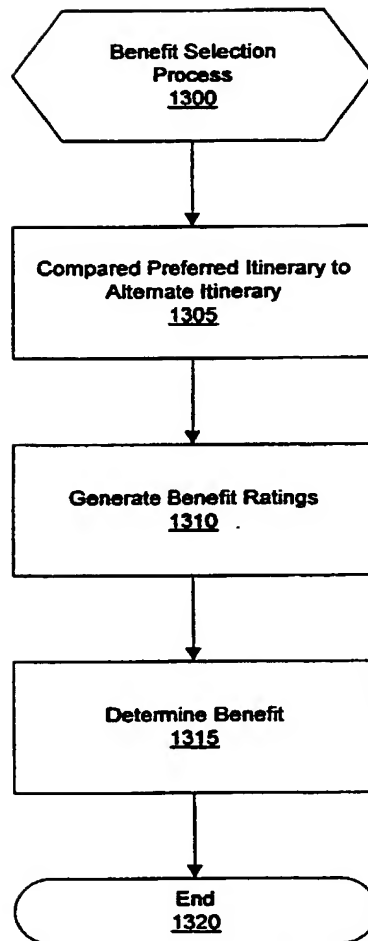 Benefit Selection
Process
1300
Compared Preferred Itinerary to
Alternate Itinerary
1305
Generate Benefit Ratings
1310
Determine Benefit
1315
End
1320